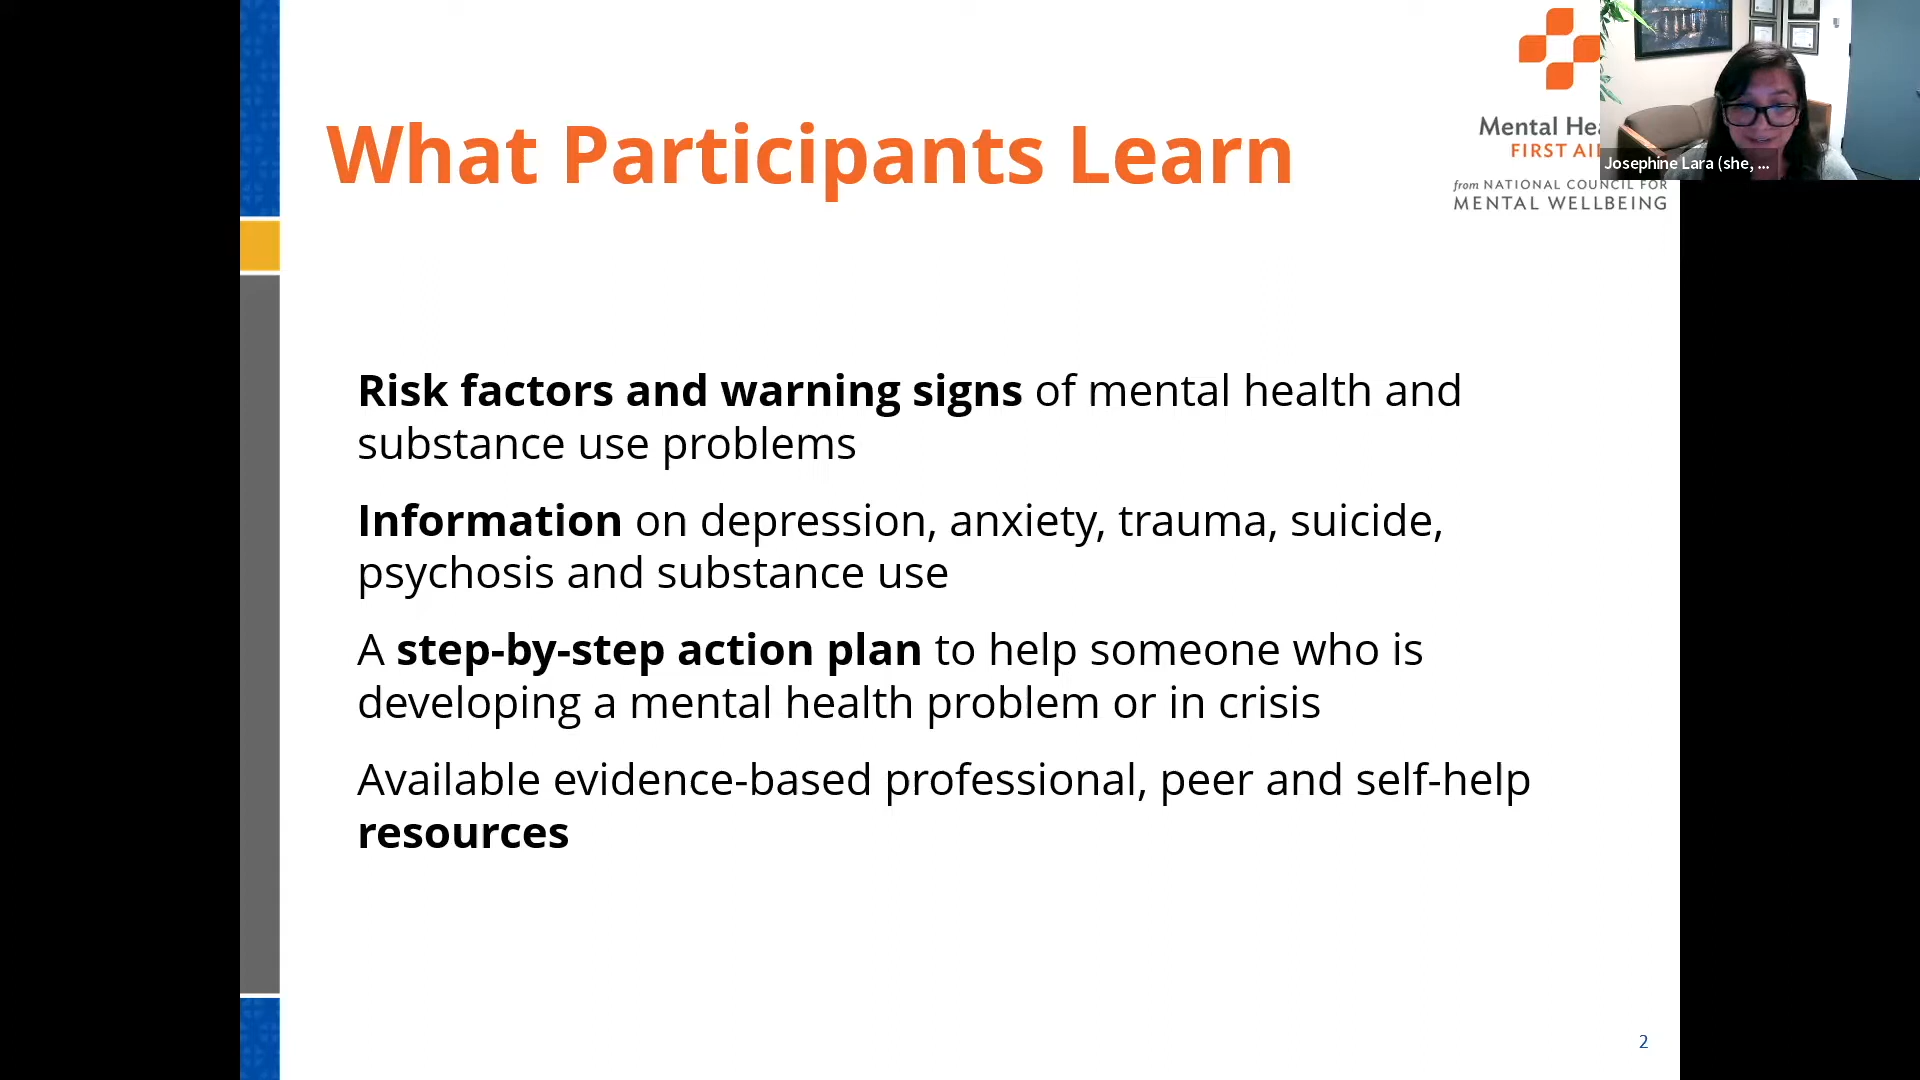 What Participants Learn
Mental Hea
FIRST AI
from NATIONAL COUNCIL FOR
MENTAL WELLBEING
Josephine Lara (she, ...
Risk factors and warning signs of mental health and
substance use problems
Information on depression, anxiety, trauma, suicide,
psychosis and substance use
A step-by-step action plan to help someone who is
developing a mental health problem or in crisis
Available evidence-based professional, peer and self-help
resources
2